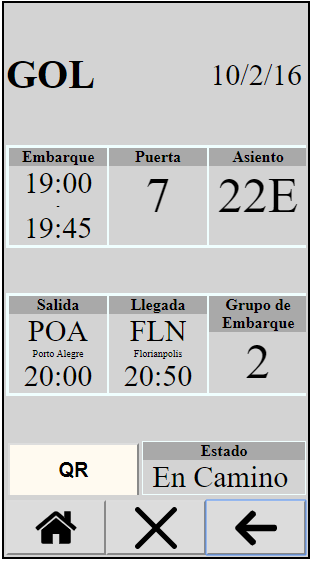 GOL 10/2/16
Embarque Puerta Asiento
19:00
-
19:45
7 22E
Salida Llegada Grupo de
Embarque
POA FLN 2
Porto Alegre Florianpolis
20:00 20:50
QR Estado
En Camino